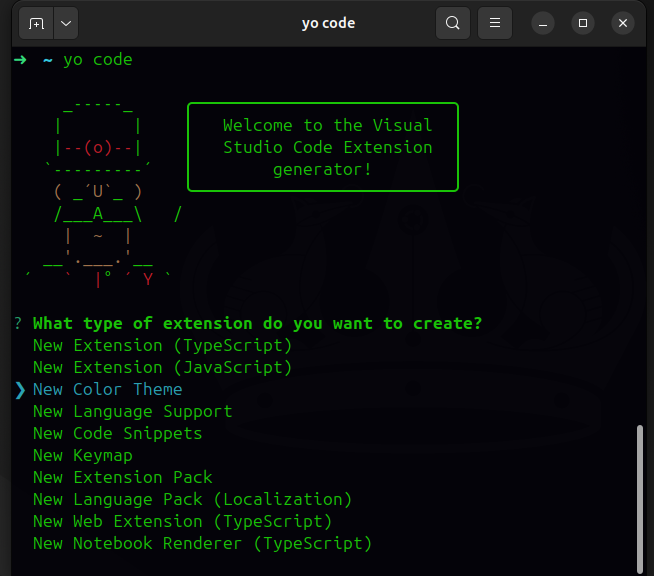 yo code
➜  ~ yo code

     _-----_
    |       |
    |--(o)--|
   `---------´
    ( _´U`_ )
    /___A___\   /
     |  ~  |
   __'.___.'__
 ´   `  |° ´ Y `
Welcome to the Visual
Studio Code Extension
generator!

? What type of extension do you want to create?
  New Extension (TypeScript)
  New Extension (JavaScript)
❯ New Color Theme
  New Language Support
  New Code Snippets
  New Keymap
  New Extension Pack
  New Language Pack (Localization)
  New Web Extension (TypeScript)
  New Notebook Renderer (TypeScript)